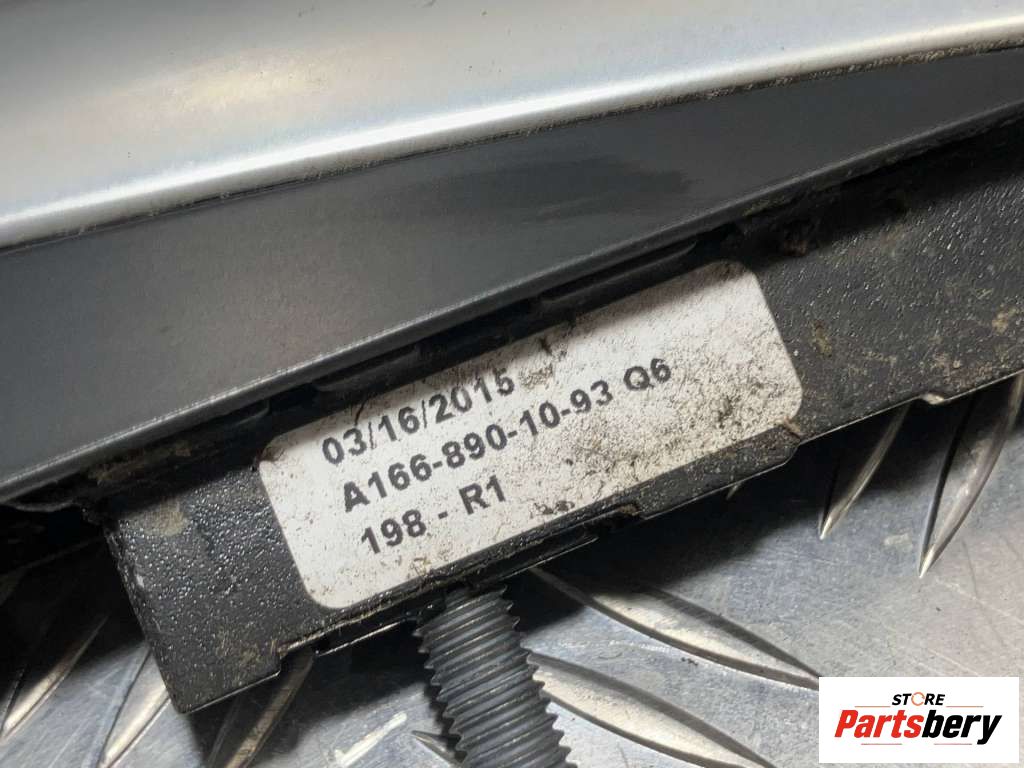 03/16/2015
A166-890-10-93 Q6
198 - R1
STORE
Partsbery